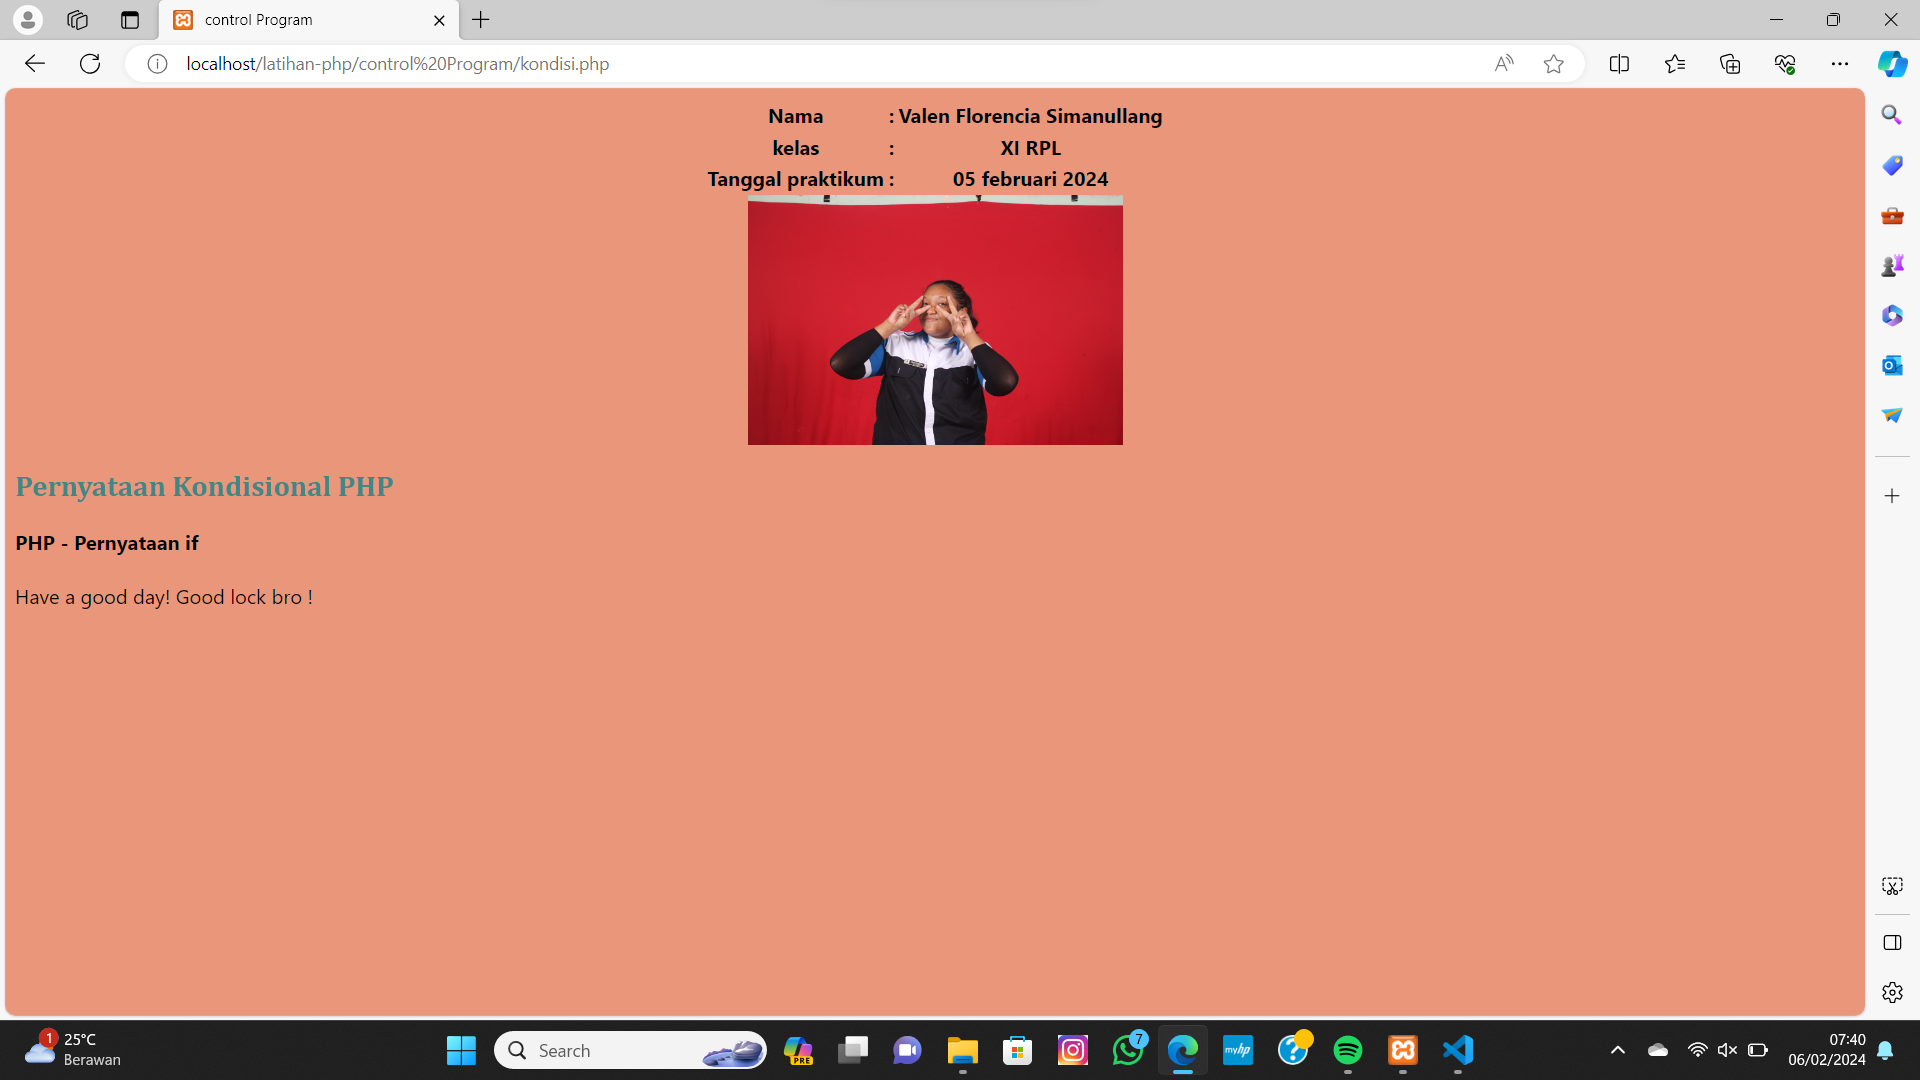 control Program
localhost/latihan-php/control%20Program/kondisi.php
Nama : Valen Florencia Simanullang
kelas : XI RPL
Tanggal praktikum : 05 februari 2024
Pernyataan Kondisional PHP
PHP - Pernyataan if
Have a good day! Good lock bro !
1
25°C
Berawan
Search
PRE
myhp
7
07:40
06/02/2024